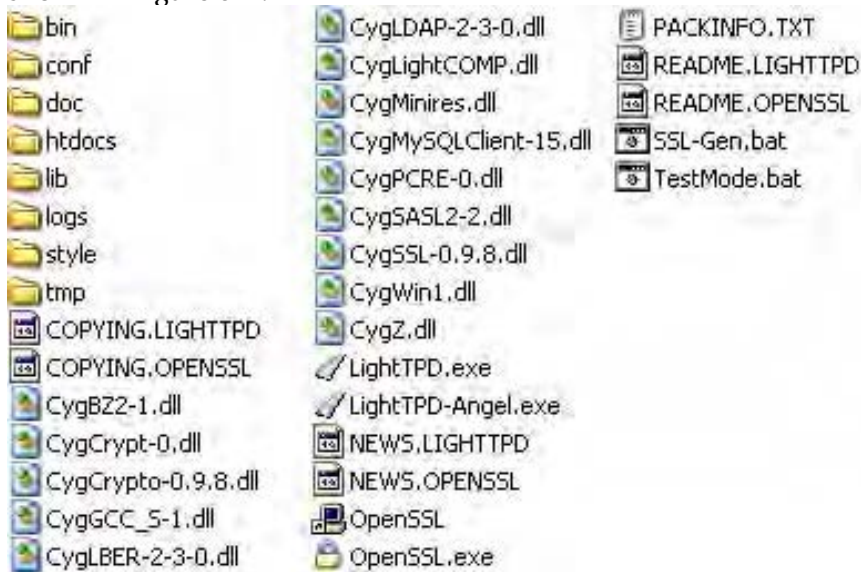 bin
conf
doc
htdocs
lib
logs
style
tmp
COPYING.LIGHTTPD
COPYING.OPENSSL
CygBZ2-1.dll
CygCrypt-0.dll
CygCrypto-0.9.8.dll
CygGCC_S-1.dll
CygLBER-2-3-0.dll
CygLDAP-2-3-0.dll
CygLightCOMP.dll
CygMinires.dll
CygMySQLClient-15.dll
CygPCRE-0.dll
CygSASL2-2.dll
CygSSL-0.9.8.dll
CygWin1.dll
CygZ.dll
LightTPD.exe
LightTPD-Angel.exe
NEWS.LIGHTTPD
NEWS.OPENSSL
OpenSSL
OpenSSL.exe
PACKINFO.TXT
README.LIGHTTPD
README.OPENSSL
SSL-Gen.bat
TestMode.bat